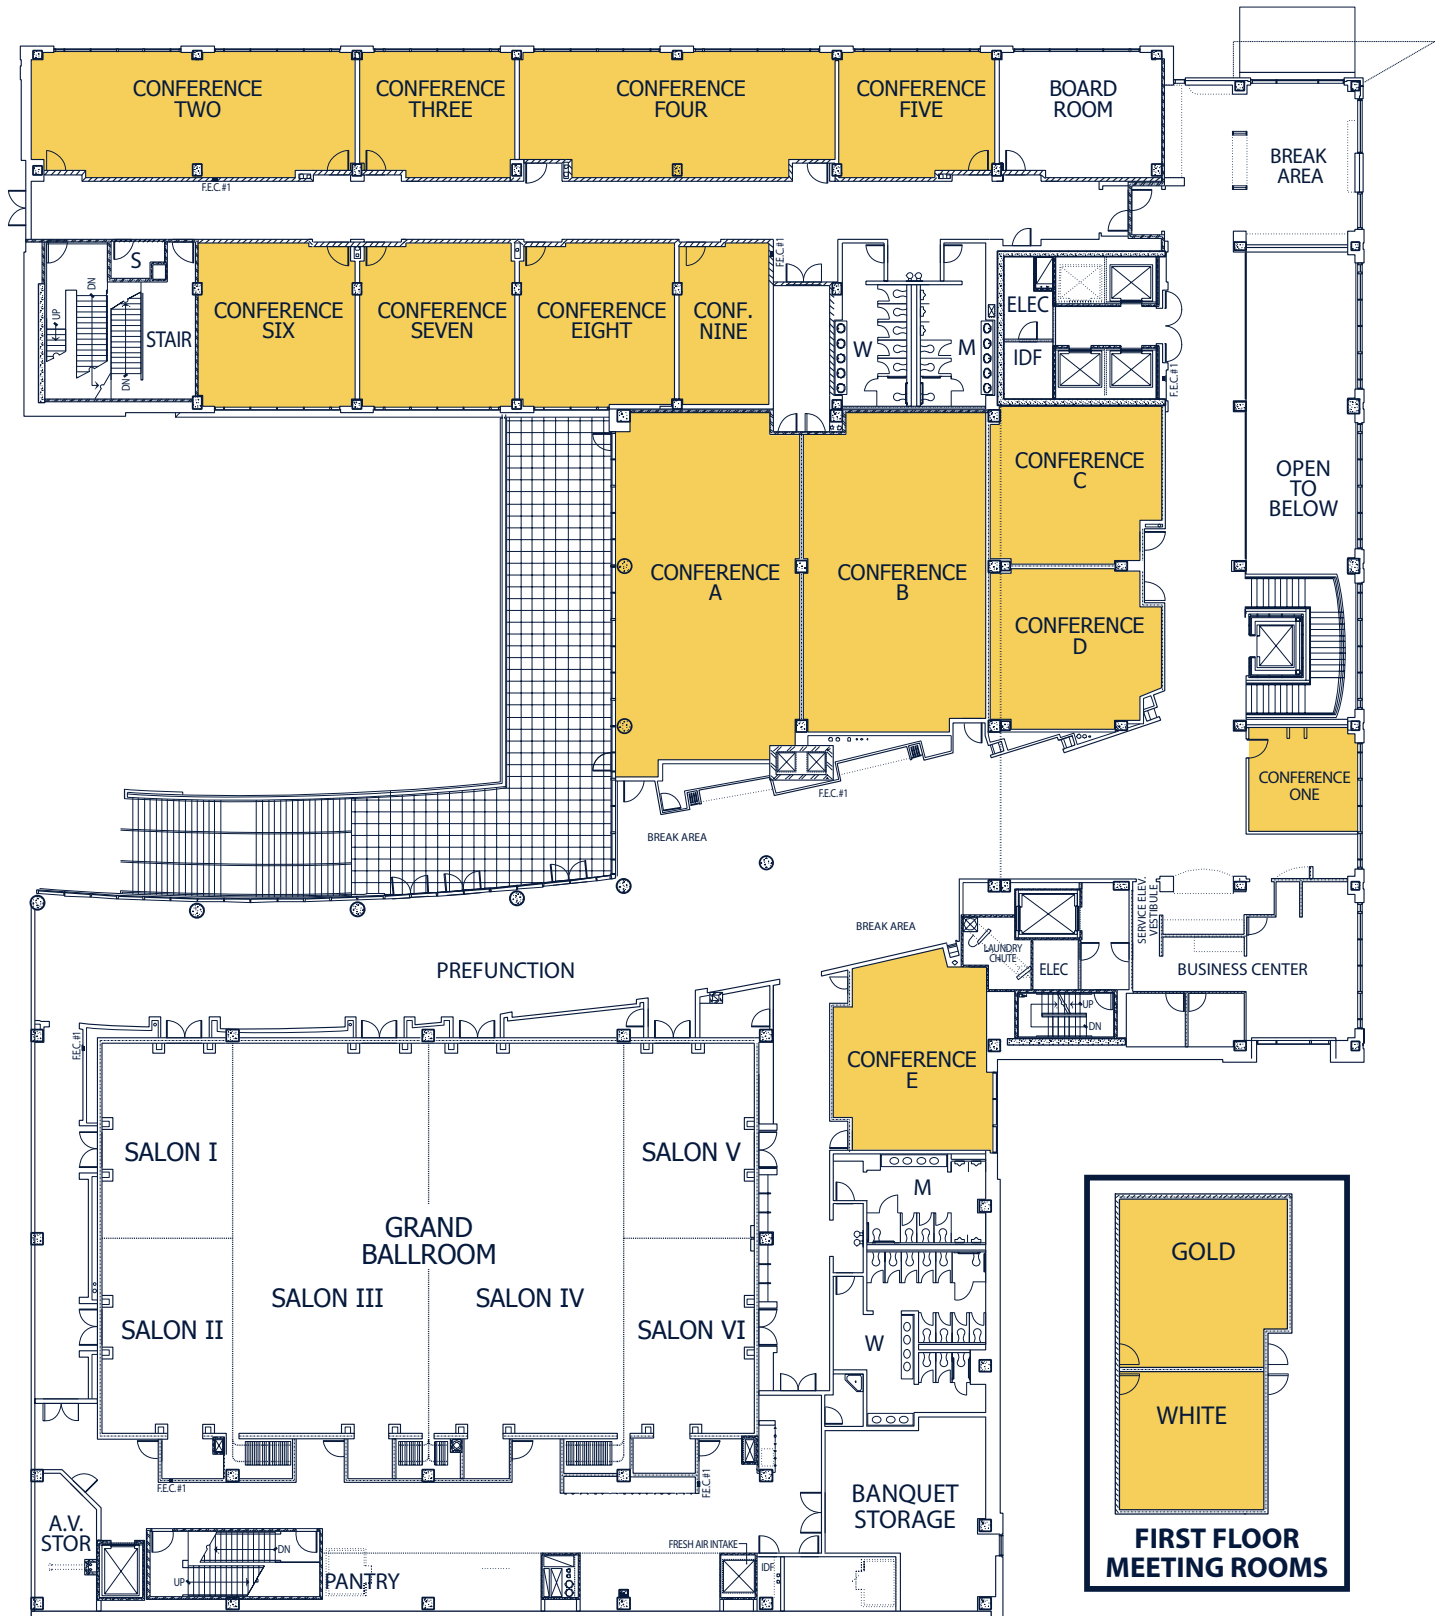 CONFERENCE
TWO
CONFERENCE
THREE
CONFERENCE
FOUR
CONFERENCE
FIVE
BOARD
ROOM
BREAK
AREA
F.E.C.#1
S
DN
UP
DN
STAIR
CONFERENCE
SIX
CONFERENCE
SEVEN
CONFERENCE
EIGHT
CONF.
NINE
F.E.C.#1
W
M
ELEC
IDF
F.E.C.#1
CONFERENCE
A
CONFERENCE
B
CONFERENCE
C
CONFERENCE
D
OPEN
TO
BELOW
CONFERENCE
ONE
F.E.C.#1
BREAK AREA
BREAK AREA
SERVICE ELEV.
VESTIBULE
LAUNDRY
CHUTE
ELEC
BUSINESS CENTER
UP
DN
PREFUNCTION
F.E.C.#1
CONFERENCE
E
SALON I
SALON V
GRAND
BALLROOM
SALON III
SALON IV
SALON II
SALON VI
M
W
GOLD
WHITE
FIRST FLOOR
MEETING ROOMS
F.E.C.#1
F.E.C.#1
A.V.
STOR
BANQUET
STORAGE
DN
UP
PANTRY
FRESH AIR INTAKE
IDF